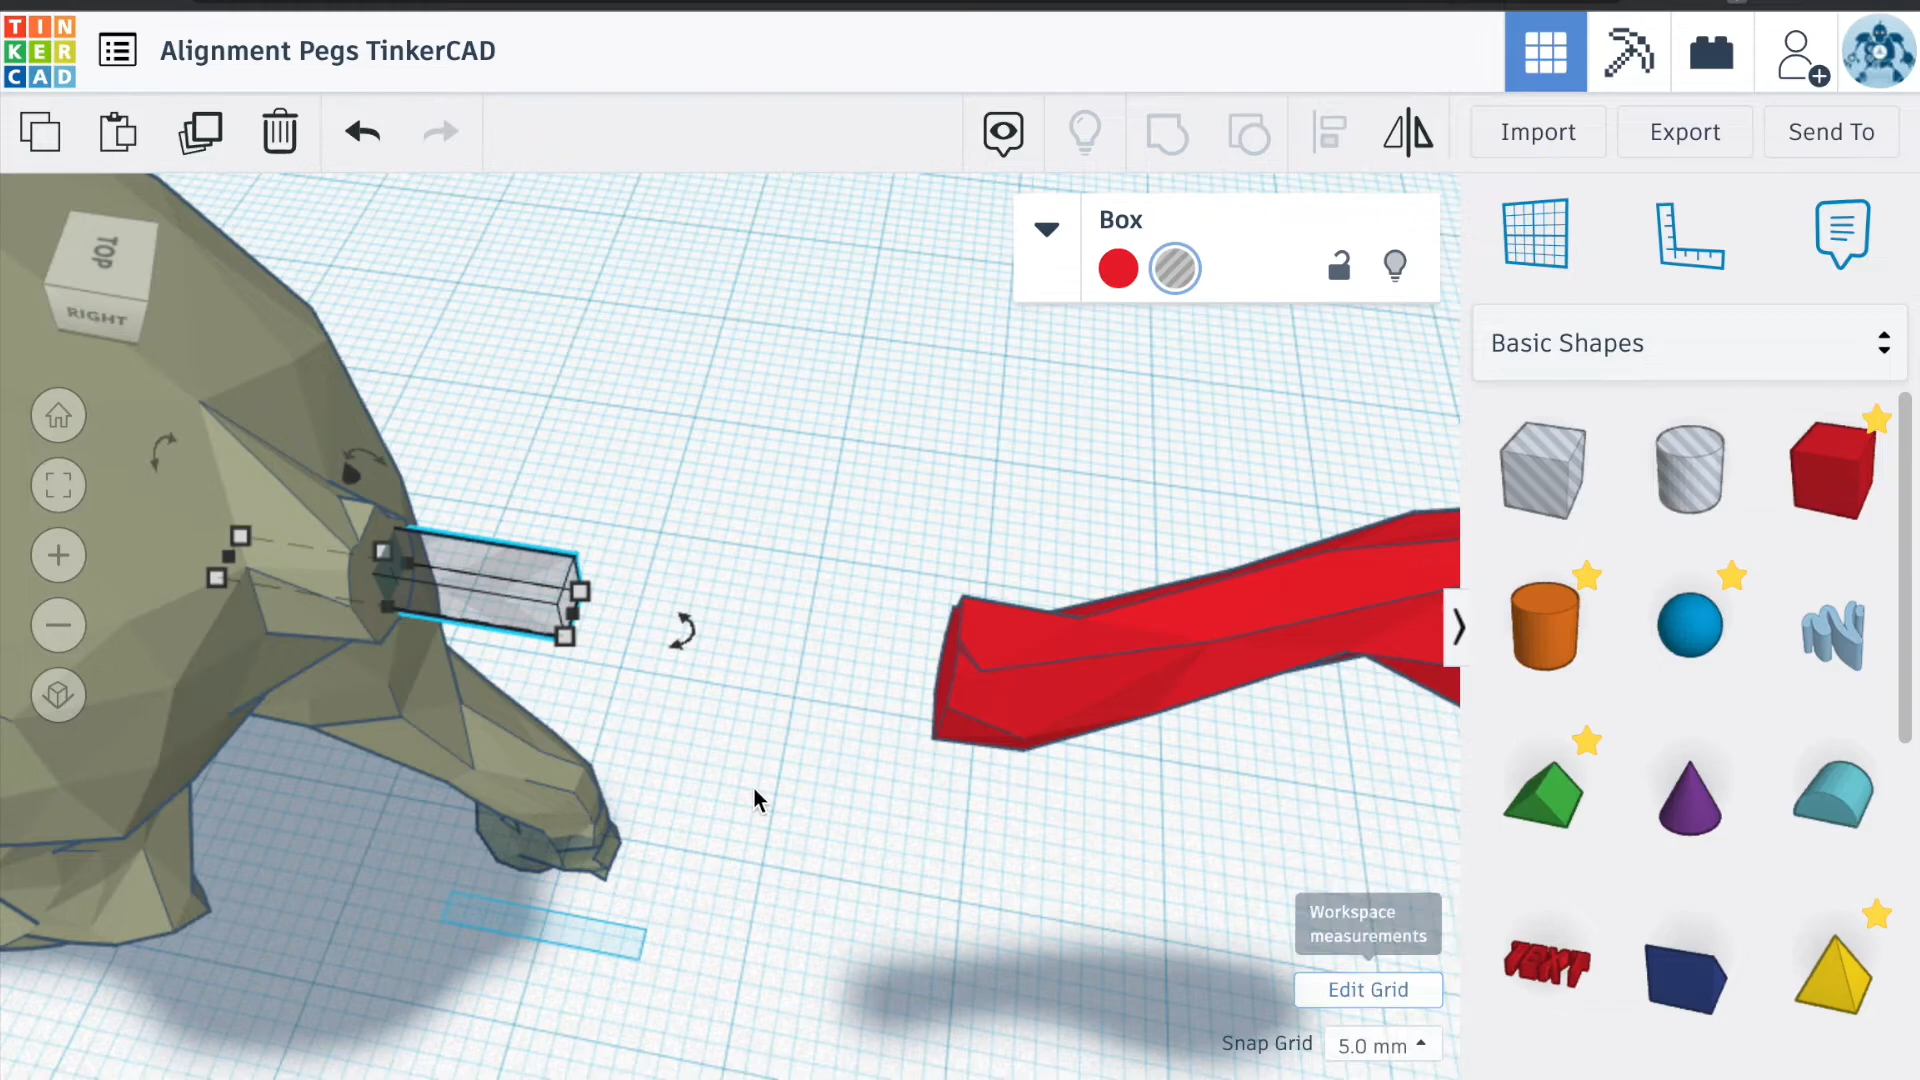 TIN
KER
CAD
Alignment Pegs TinkerCAD
Import
Export
Send To
TOP
RIGHT
Box
Basic Shapes
TEXT
Workspace
measurements
Edit Grid
Snap Grid
5.0 mm